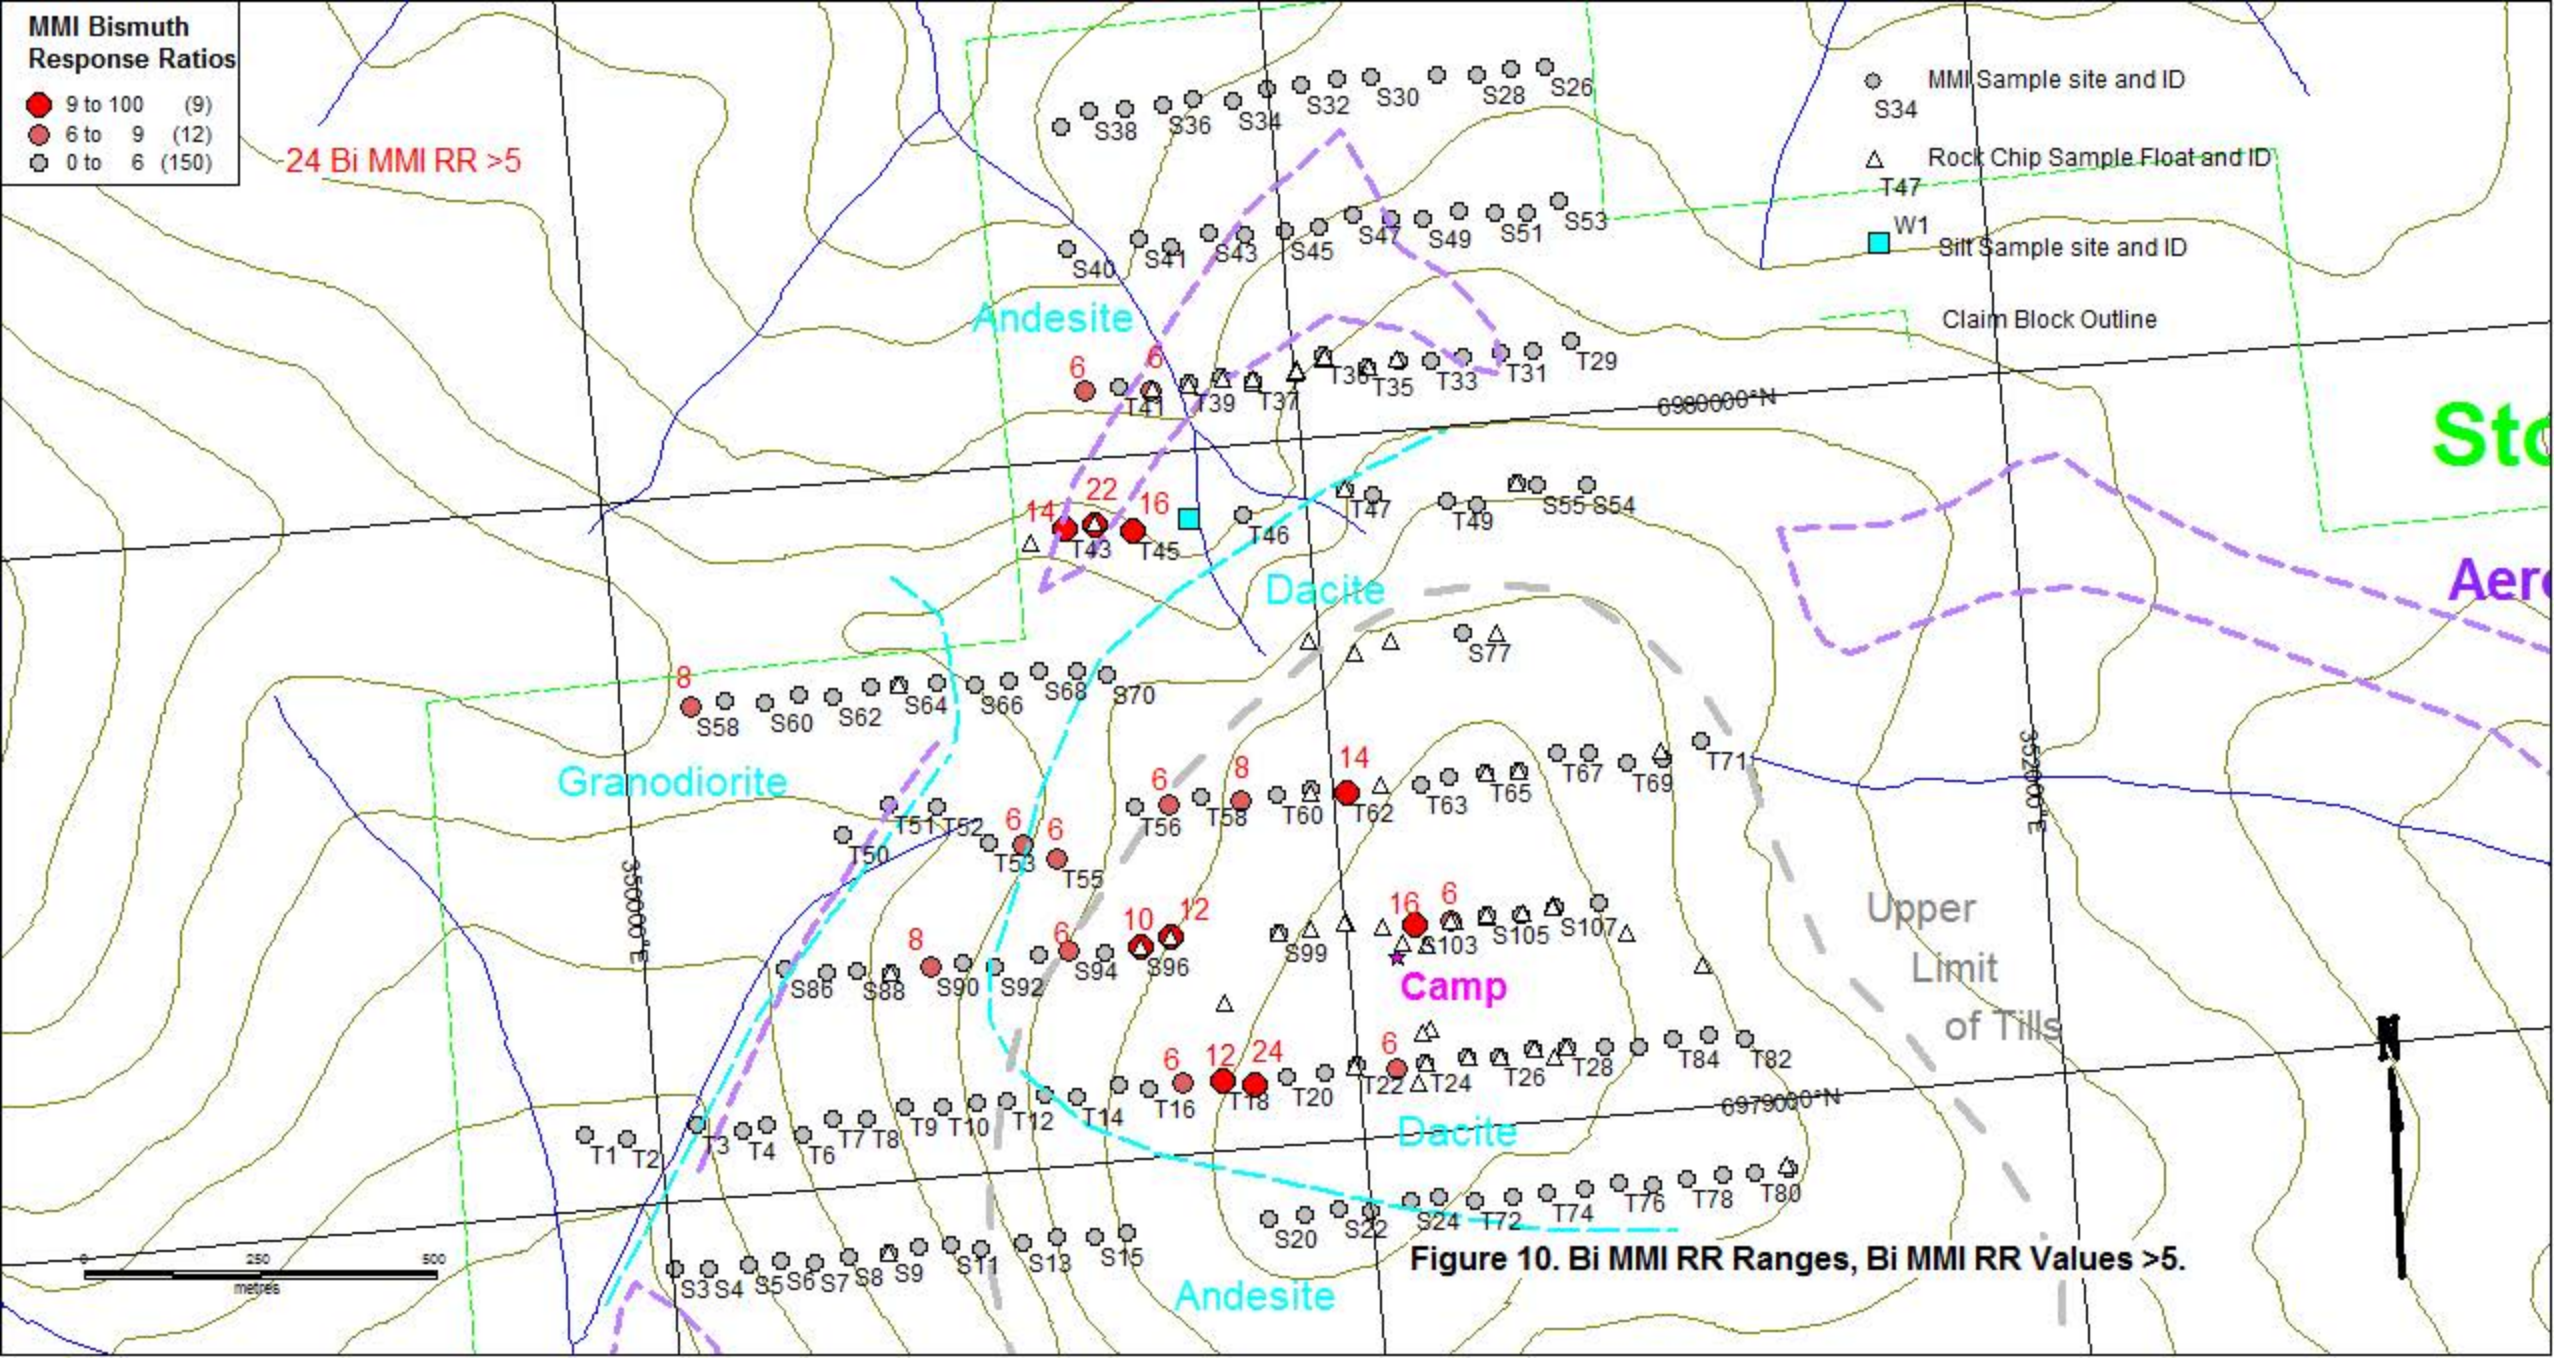 MMI Bismuth
Response Ratios
9 to 100 (9)
6 to 9 (12)
0 to 6 (150)
24 Bi MMI RR >5
MMI Sample site and ID
S34
Rock Chip Sample Float and ID
T47
W1
Silt Sample site and ID
Claim Block Outline
S38 S36 S34 S32 S30 S28 S26
S40 S41 S43 S45 S47 S49 S51 S53
Andesite
6 6
T41 T39 T37 T36 T35 T33 T31 T29
6980000°N
Sto
14 22 16
T43 T45 T46 T47 T49 S55 S54
Dacite
Aero
S77
8
S58 S60 S62 S64 S66 S68 S70
Granodiorite
6 8 14
T56 T58 T60 T62 T63 T65 T67 T69 T71
352000°E
6 6
T50 T51 T52 T53 T55
350000°E
8 6 10 12 16 6
S86 S88 S90 S92 S94 S96 S99 S103 S105 S107
Camp
Upper
Limit
of Tills
6 12 24 6
T1 T2 T3 T4 T6 T7 T8 T9 T10 T12 T14 T16 T18 T20 T22 T24 T26 T28 T84 T82
6979000°N
Dacite
S20 S22 S24 T72 T74 T76 T78 T80
S3 S4 S5 S6 S7 S8 S9 S11 S13 S15
0 250 500
metres
Figure 10. Bi MMI RR Ranges, Bi MMI RR Values >5.
Andesite